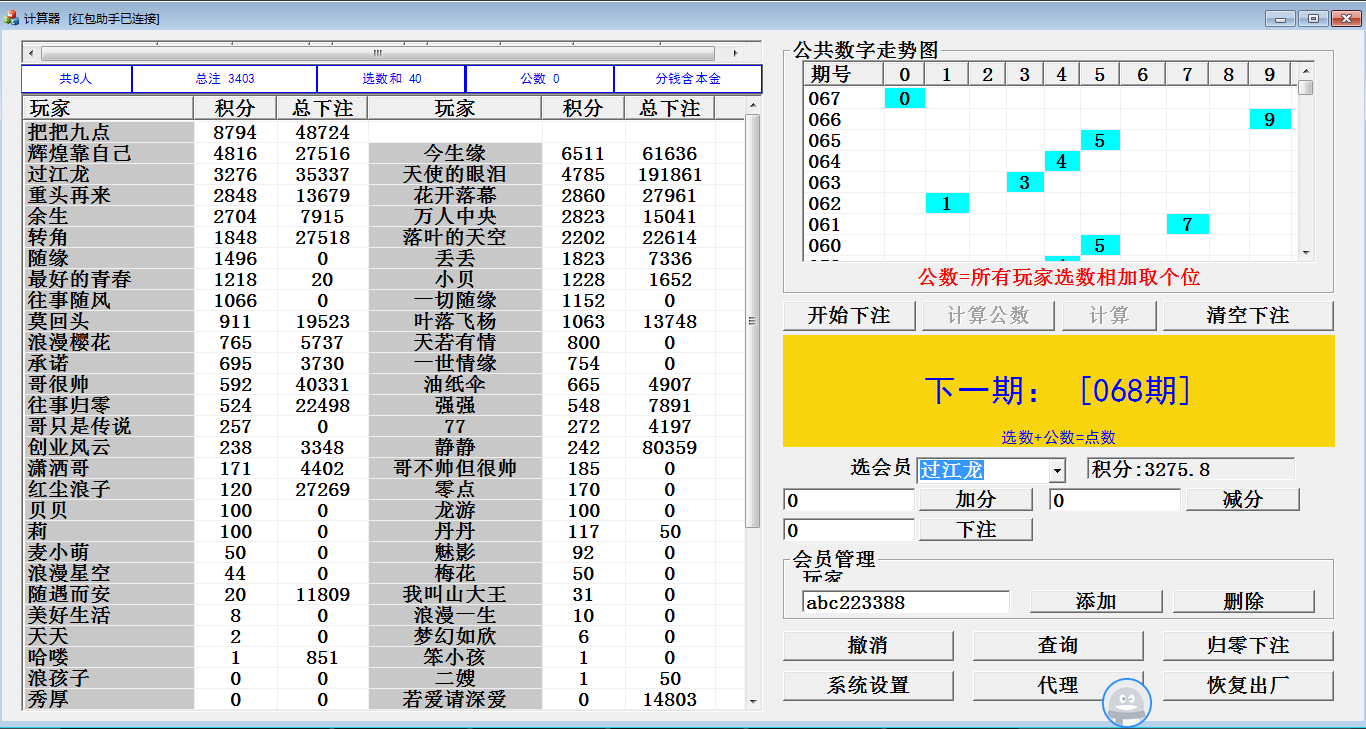 计算器 [红包助手已连接]
共8人 总注 3403 选数和 40 公数 0 分钱含本金
玩家 积分 总下注 玩家 积分 总下注
把把九点 8794 48724
辉煌靠自己 4816 27516 今生缘 6511 61636
过江龙 3276 35337 天使的眼泪 4785 191861
重头再来 2848 13679 花开落幕 2860 27961
余生 2704 7915 万人中央 2823 15041
转角 1848 27518 落叶的天空 2202 22614
随缘 1496 0 丢丢 1823 7336
最好的青春 1218 20 小贝 1228 1652
往事随风 1066 0 一切随缘 1152 0
莫回头 911 19523 叶落飞杨 1063 13748
浪漫樱花 765 5737 天若有情 800 0
承诺 695 3730 一世情缘 754 0
哥很帅 592 40331 油纸伞 665 4907
往事归零 524 22498 强强 548 7891
哥只是传说 257 0 77 272 4197
创业风云 238 3348 静静 242 80359
潇洒哥 171 4402 哥不帅但很帅 185 0
红尘浪子 120 27269 零点 170 0
贝贝 100 0 龙游 100 0
莉 100 0 丹丹 117 50
麦小萌 50 0 魅影 92 0
浪漫星空 44 0 梅花 50 0
随遇而安 20 11809 我叫山大王 31 0
美好生活 8 0 浪漫一生 10 0
天天 2 0 梦幻如欣 6 0
哈喽 1 851 笨小孩 1 0
浪孩子 0 0 二嫂 1 50
秀厚 0 0 若爱请深爱 0 14803
公共数字走势图
期号 0 1 2 3 4 5 6 7 8 9
067 0
066 9
065 5
064 4
063 3
062 1
061 7
060 5
公数=所有玩家选数相加取个位
开始下注 计算公数 计算 清空下注
下一期： [068期]
选数+公数=点数
选会员 过江龙 积分:3275.8
0 加分 0 减分
0 下注
会员管理
玩家
abc223388 添加 删除
撤消 查询 归零下注
系统设置 代理 恢复出厂